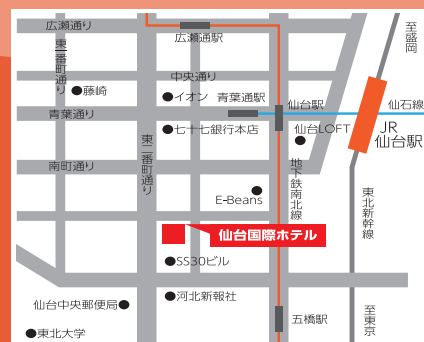 広瀬通り
広瀬通駅
至盛岡
東三番町通り
中央通り
藤崎
イオン
青葉通駅
仙台駅
仙石線
青葉通り
七十七銀行本店
仙台LOFT
JR
仙台駅
東二番町通り
南町通り
地下鉄南北線
E-Beans
東北新幹線
仙台国際ホテル
SS30ビル
仙台中央郵便局
河北新報社
五橋駅
至東京
東北大学